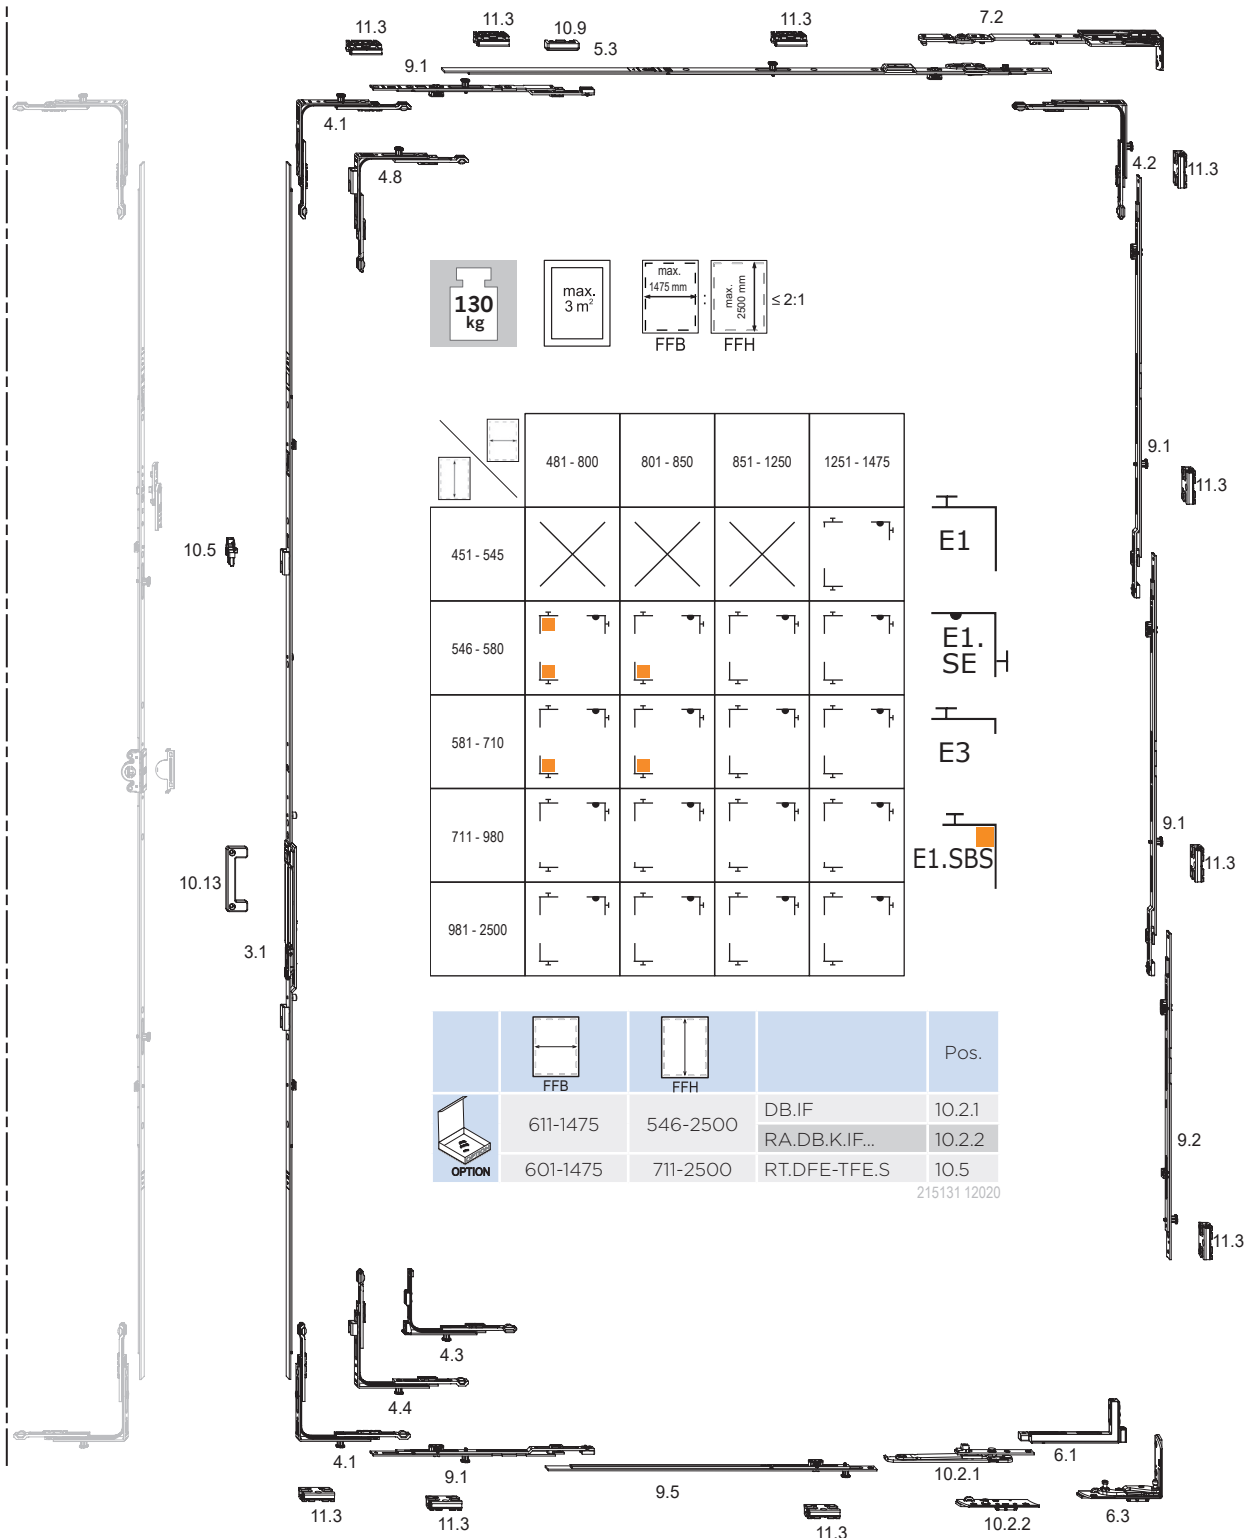 11.3
11.3
10.9
5.3
11.3
7.2
9.1
4.1
4.8
4.2
11.3
130
kg
max.
3 m²
max.
1475 mm
:
max.
2500 mm
≤ 2:1
FFB
FFH
481 - 800
801 - 850
851 - 1250
1251 - 1475
9.1
11.3
451 - 545
E1
10.5
546 - 580
E1.
SE
581 - 710
E3
711 - 980
E1.SBS
9.1
11.3
10.13
3.1
981 - 2500
FFB
FFH
Pos.
OPTION
611-1475
546-2500
DB.IF
10.2.1
RA.DB.K.IF...
10.2.2
601-1475
711-2500
RT.DFE-TFE.S
10.5
215131 12020
9.2
11.3
4.3
4.4
4.1
9.1
9.5
10.2.1
6.1
11.3
11.3
11.3
10.2.2
6.3